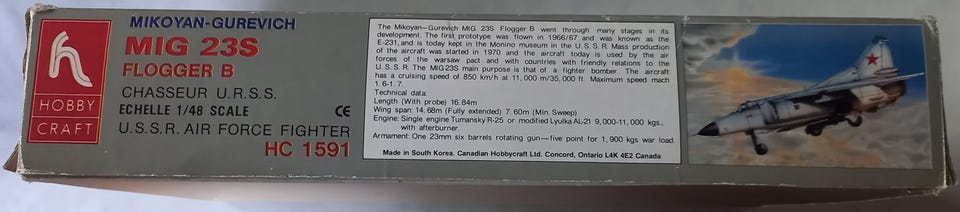 h
HOBBY
CRAFT
MIKOYAN-GUREVICH
MIG 23S
FLOGGER B
CHASSEUR U.R.S.S.
ECHELLE 1/48 SCALE CE
U.S.S.R. AIR FORCE FIGHTER
HC 1591
The Mikoyan-Gurevich MIG 23S Flogger B went through many stages in its
development. The first prototype was flown in 1966/67 and was known as the
E-231, and is today kept in the Monino museum in the U.S.S.R. Mass production
of the aircraft was started in 1970 and the aircraft today is used by the air
forces of the warsaw pact and with countries with friendly relations to the
U.S.S.R. The MIG23S main purpose is that of a fighter bomber. The aircraft
has a cruising speed of 850 km/h at 11,000 m/35,000 ft. Maximum speed mach
1.6-1.7.
Technical data:
Length (With probe) 16.84m
Wing span: 14.68m (Fully extended) 7.60m (Min. Sweep)
Engine: Single engine Tumansky R-25 or modified Lyulka AL-21 9,000-11,000 kgs.,
with afterburner.
Armament: One 23mm six barrels rotating gun—five point for 1,900 kgs war load.
Made in South Korea. Canadian Hobbycraft Ltd. Concord, Ontario L4K 4E2 Canada